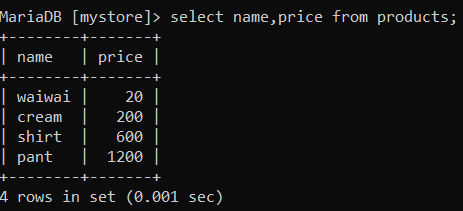 MariaDB [mystore]> select name,price from products;
+--------+-------+
| name   | price |
+--------+-------+
| waiwai |    20 |
| cream  |   200 |
| shirt  |   600 |
| pant   |  1200 |
+--------+-------+
4 rows in set (0.001 sec)